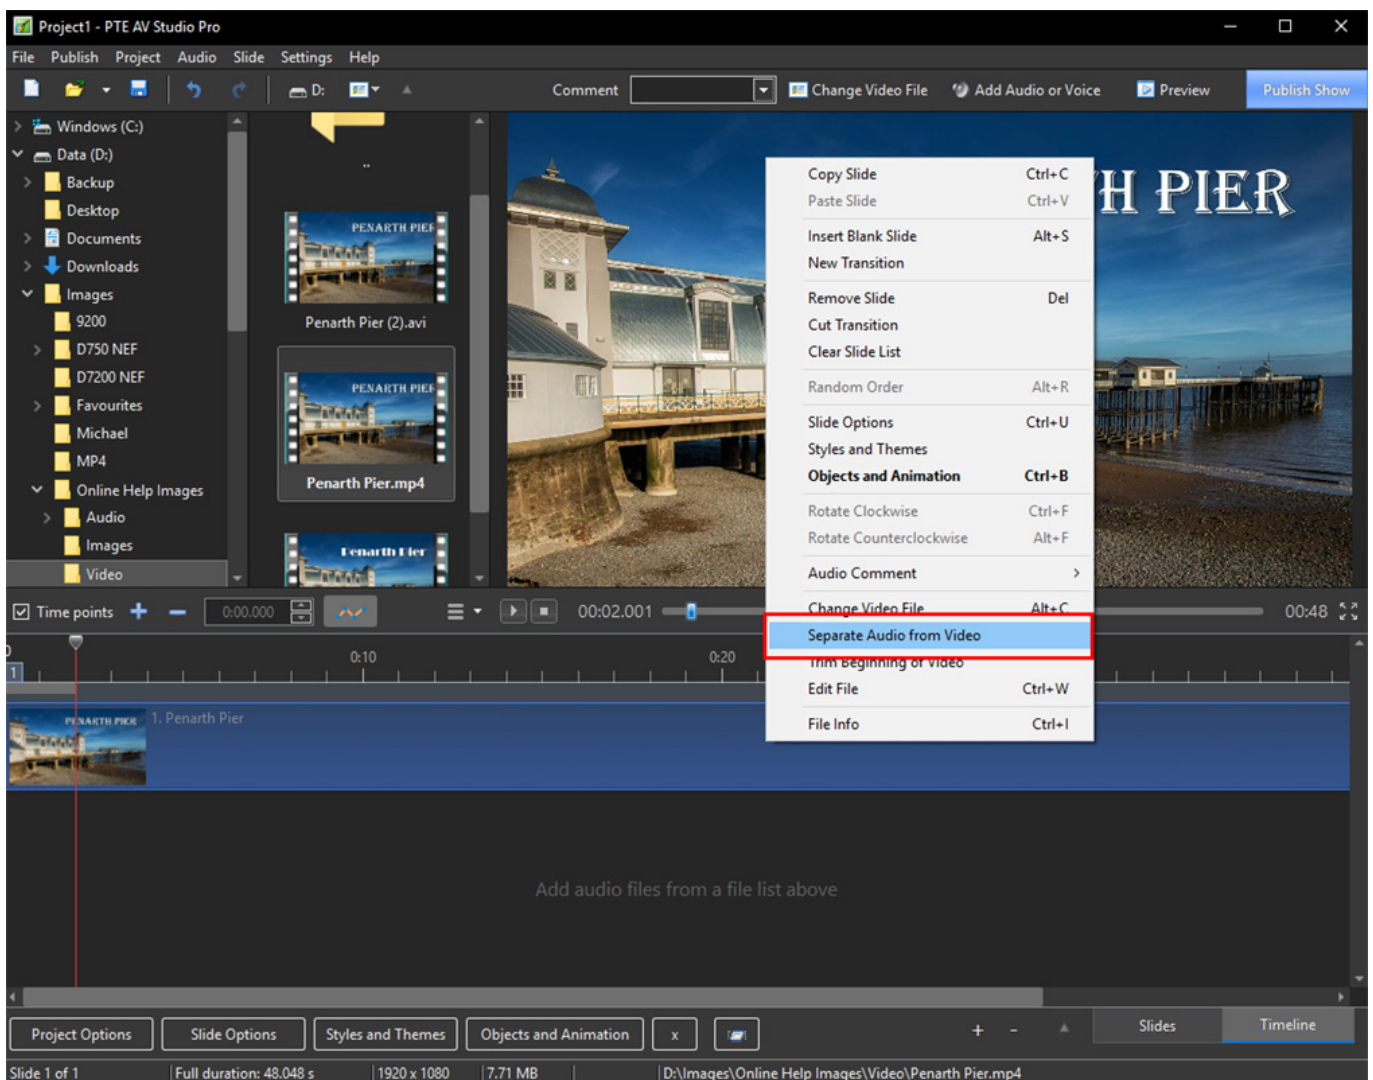 Project1 - PTE AV Studio Pro
File Publish Project Audio Slide Settings Help
D: Comment Change Video File Add Audio or Voice Preview Publish Show
Windows (C:)
Data (D:)
Backup
Desktop
Documents
Downloads
Images
9200
D750 NEF
D7200 NEF
Favourites
Michael
MP4
Online Help Images
Audio
Images
Video
..
PENARTH PIER
Penarth Pier (2).avi
PENARTH PIER
Penarth Pier.mp4
Penarth Pier
H PIER
Copy Slide Ctrl+C
Paste Slide Ctrl+V
Insert Blank Slide Alt+S
New Transition
Remove Slide Del
Cut Transition
Clear Slide List
Random Order Alt+R
Slide Options Ctrl+U
Styles and Themes
Objects and Animation Ctrl+B
Rotate Clockwise Ctrl+F
Rotate Counterclockwise Alt+F
Audio Comment
Change Video File Alt+C
Separate Audio from Video
Trim Beginning of Video
Edit File Ctrl+W
File Info Ctrl+I
Time points 0:00.000 00:02.001 00:48
0:10 0:20
1
PENARTH PIER 1. Penarth Pier
Add audio files from a file list above
Project Options Slide Options Styles and Themes Objects and Animation x + - Slides Timeline
Slide 1 of 1 Full duration: 48.048 s 1920 x 1080 7.71 MB D:\Images\Online Help Images\Video\Penarth Pier.mp4